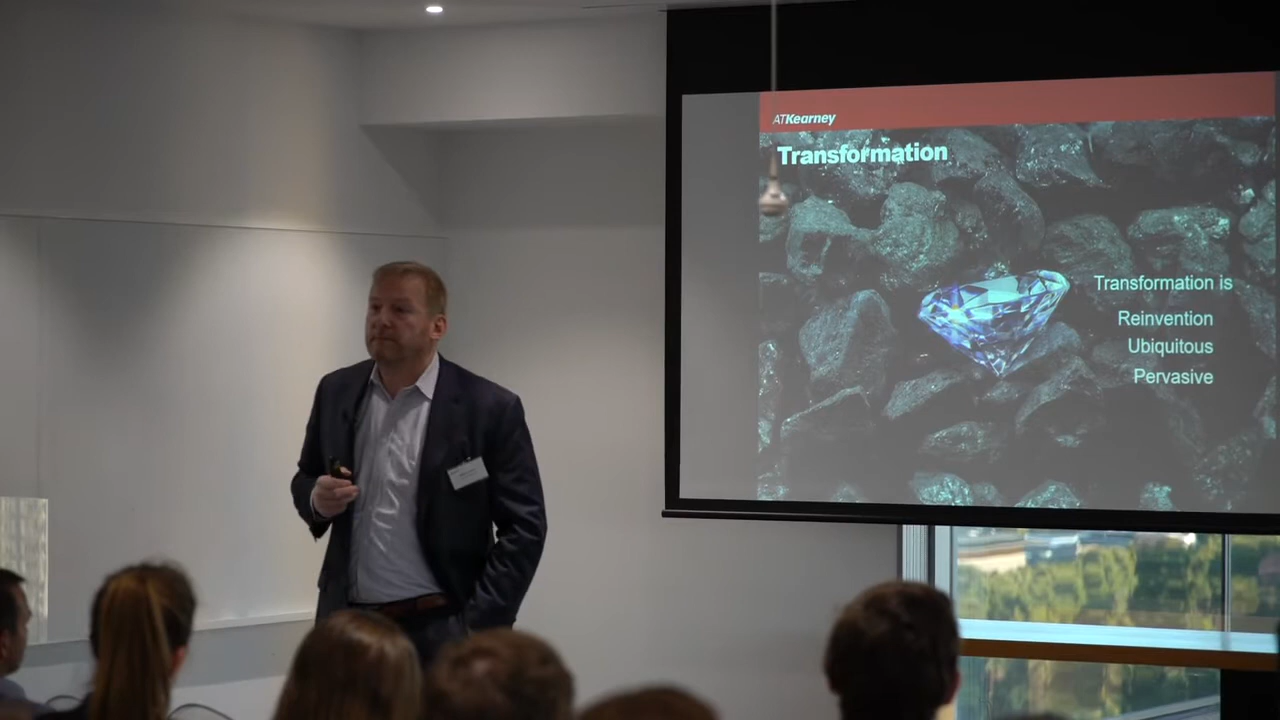 ATKearney
Transformation
Transformation is
Reinvention
Ubiquitous
Pervasive